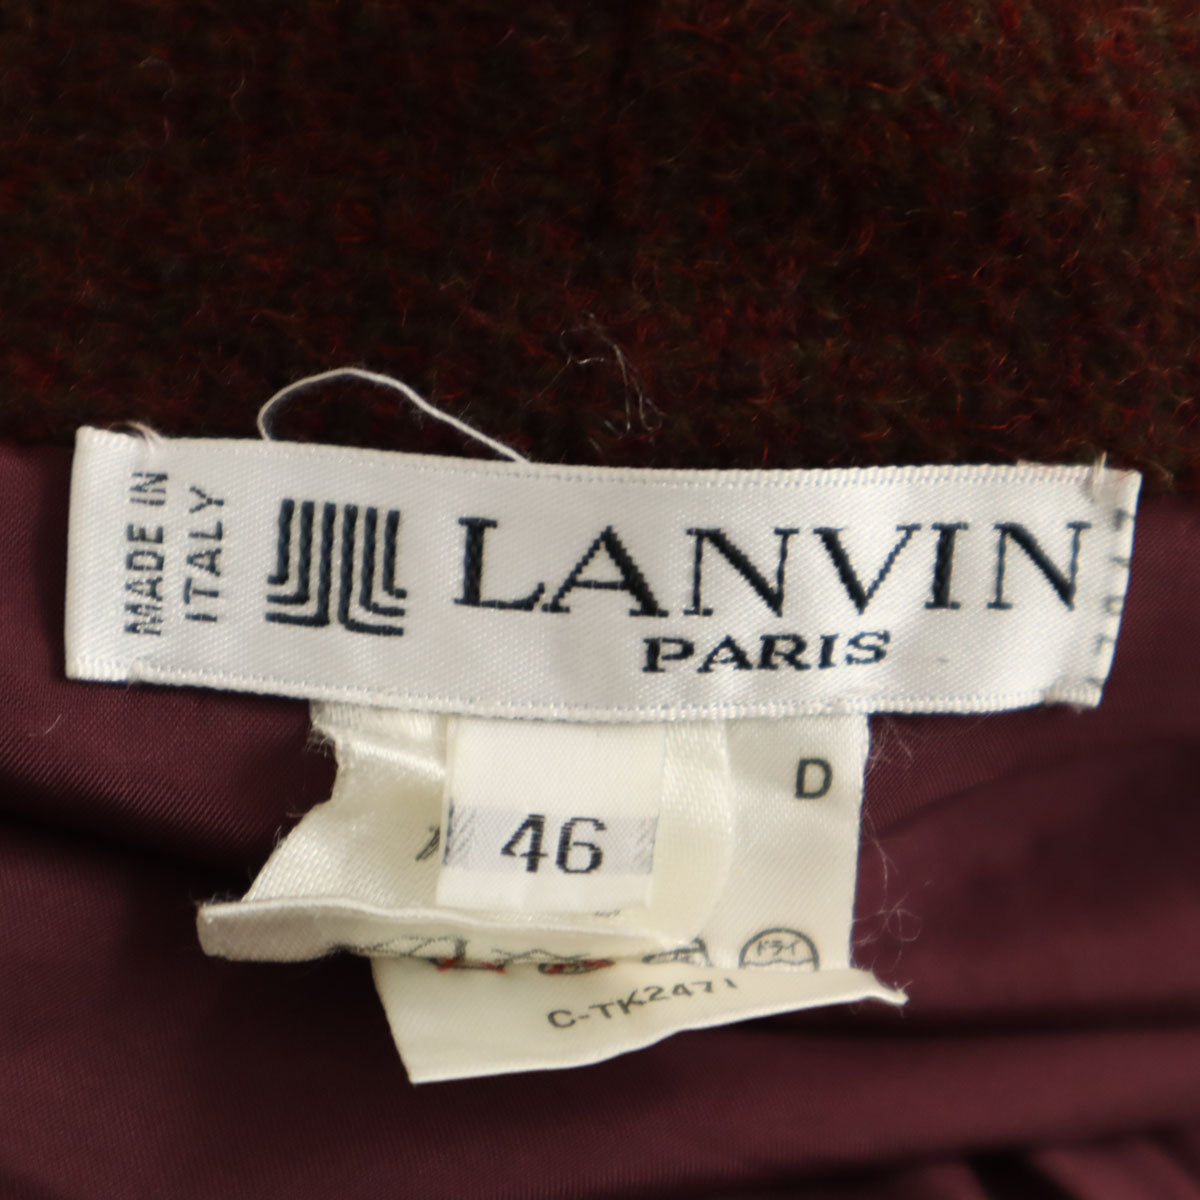 MADE IN
ITALY
LANVIN
PARIS
D
46
ドライ
C-TK2471